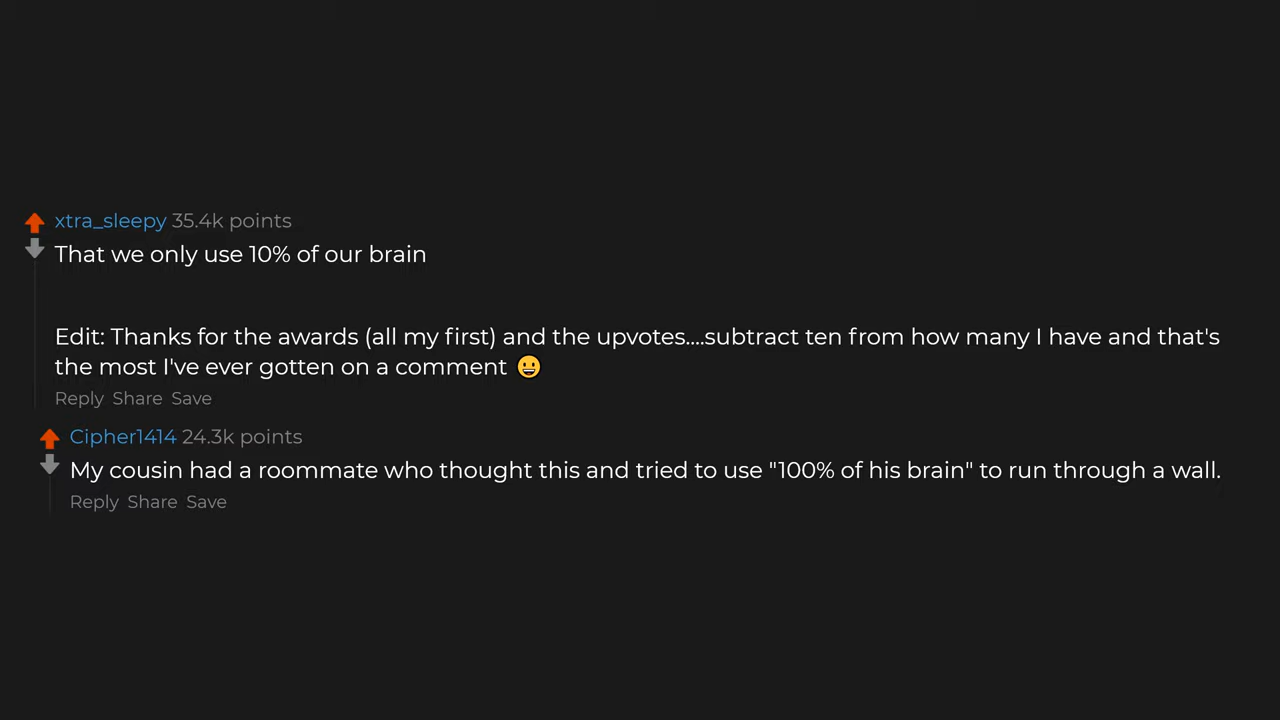 xtra_sleepy 35.4k points
That we only use 10% of our brain
Edit: Thanks for the awards (all my first) and the upvotes....subtract ten from how many I have and that's
the most I've ever gotten on a comment 😀
Reply Share Save
Cipher1414 24.3k points
My cousin had a roommate who thought this and tried to use "100% of his brain" to run through a wall.
Reply Share Save